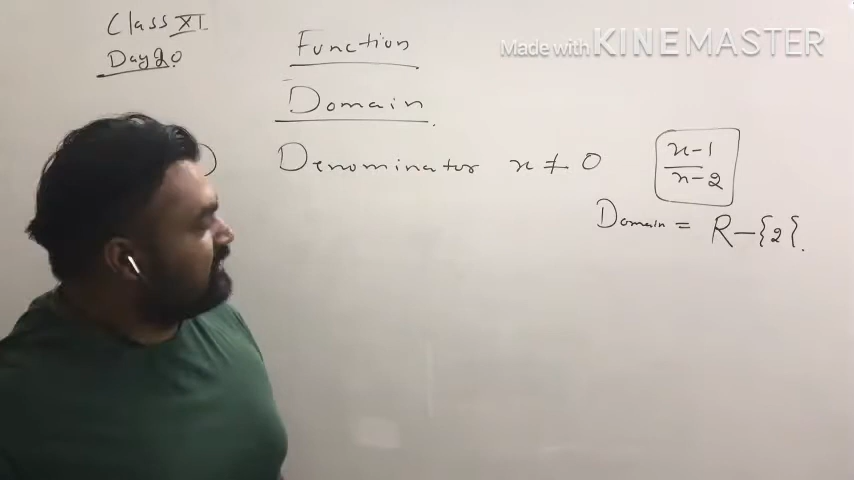 Class XI.
Day 20
Function
Domain
) Denominator x ≠ 0
x-1
x-2
Domain = R-{2{.
Made with KINEMASTER